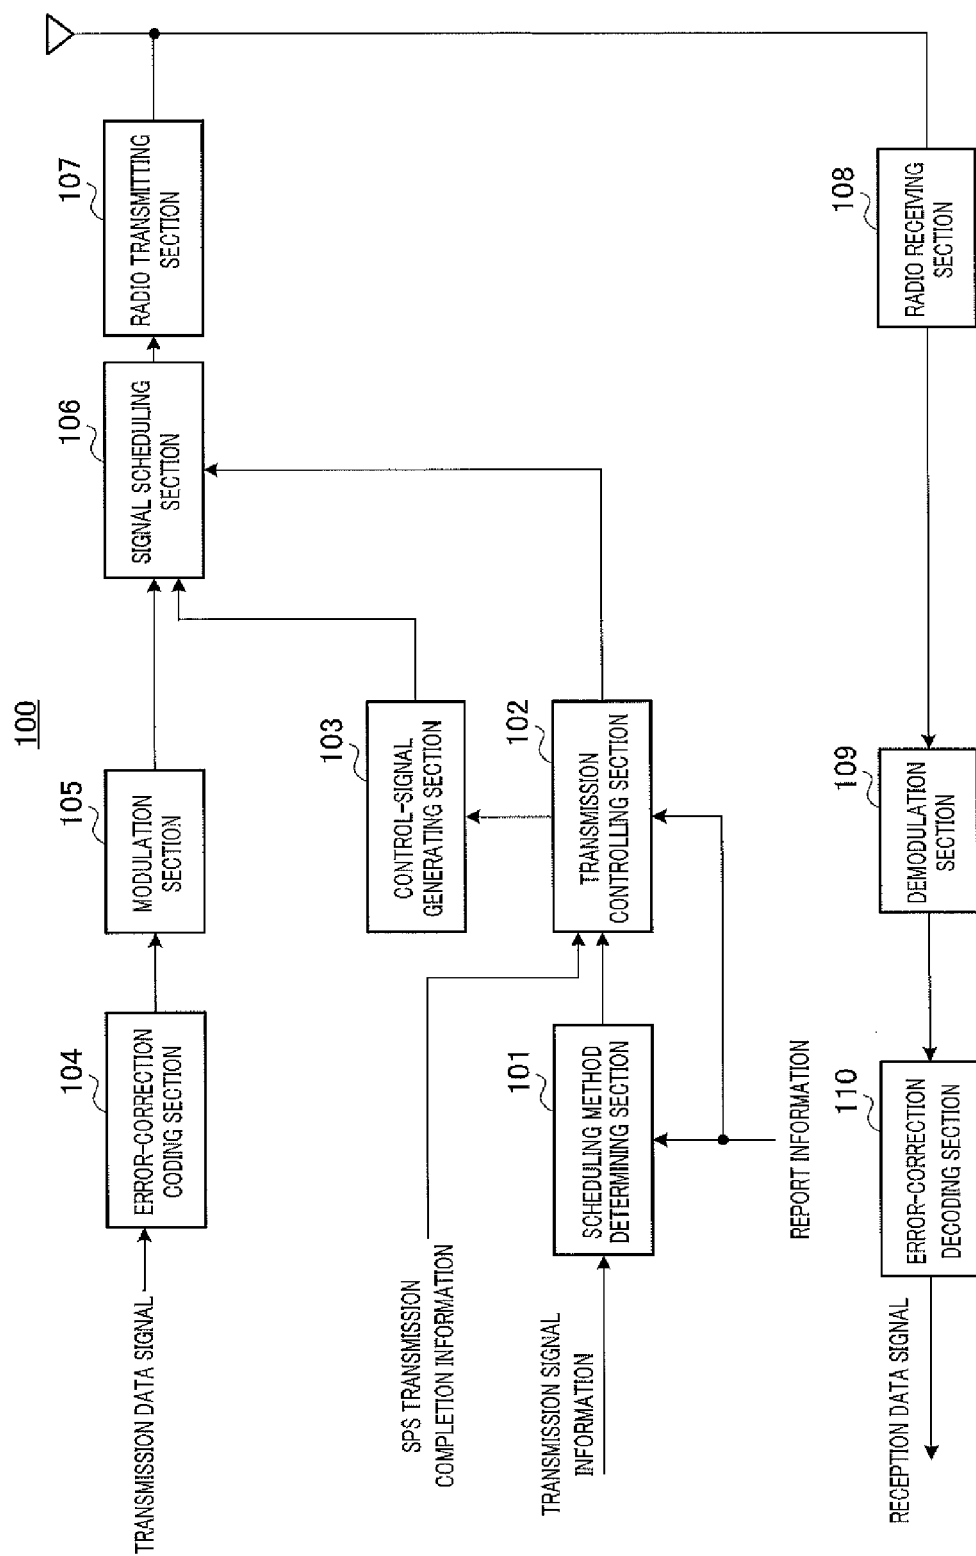 100
TRANSMISSION DATA SIGNAL
104
ERROR-CORRECTION
CODING SECTION
105
MODULATION
SECTION
106
SIGNAL SCHEDULING
SECTION
107
RADIO TRANSMITTING
SECTION
SPS TRANSMISSION
COMPLETION INFORMATION
103
CONTROL-SIGNAL
GENERATING SECTION
TRANSMISSION SIGNAL
INFORMATION
101
SCHEDULING METHOD
DETERMINING SECTION
102
TRANSMISSION
CONTROLLING SECTION
REPORT INFORMATION
RECEPTION DATA SIGNAL
110
ERROR-CORRECTION
DECODING SECTION
109
DEMODULATION
SECTION
108
RADIO RECEIVING
SECTION